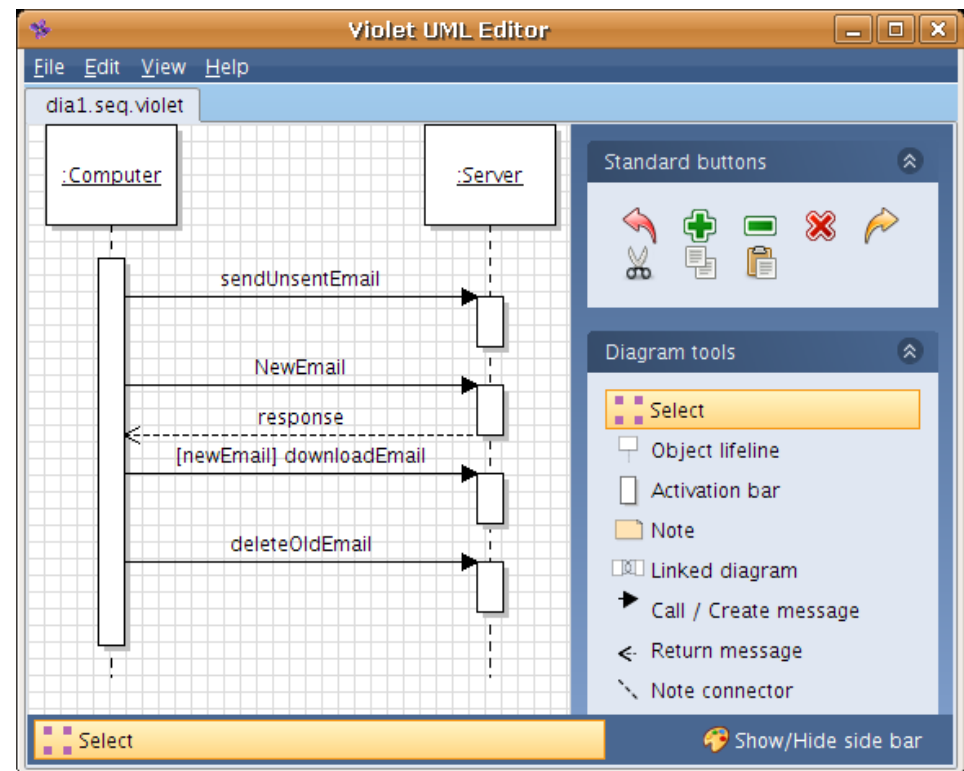 Violet UML Editor
File Edit View Help
dia1.seq.violet
:Computer
:Server
sendUnsentEmail
NewEmail
response
[newEmail] downloadEmail
deleteOldEmail
Standard buttons
Diagram tools
Select
Object lifeline
Activation bar
Note
Linked diagram
Call / Create message
Return message
Note connector
Select
Show/Hide side bar